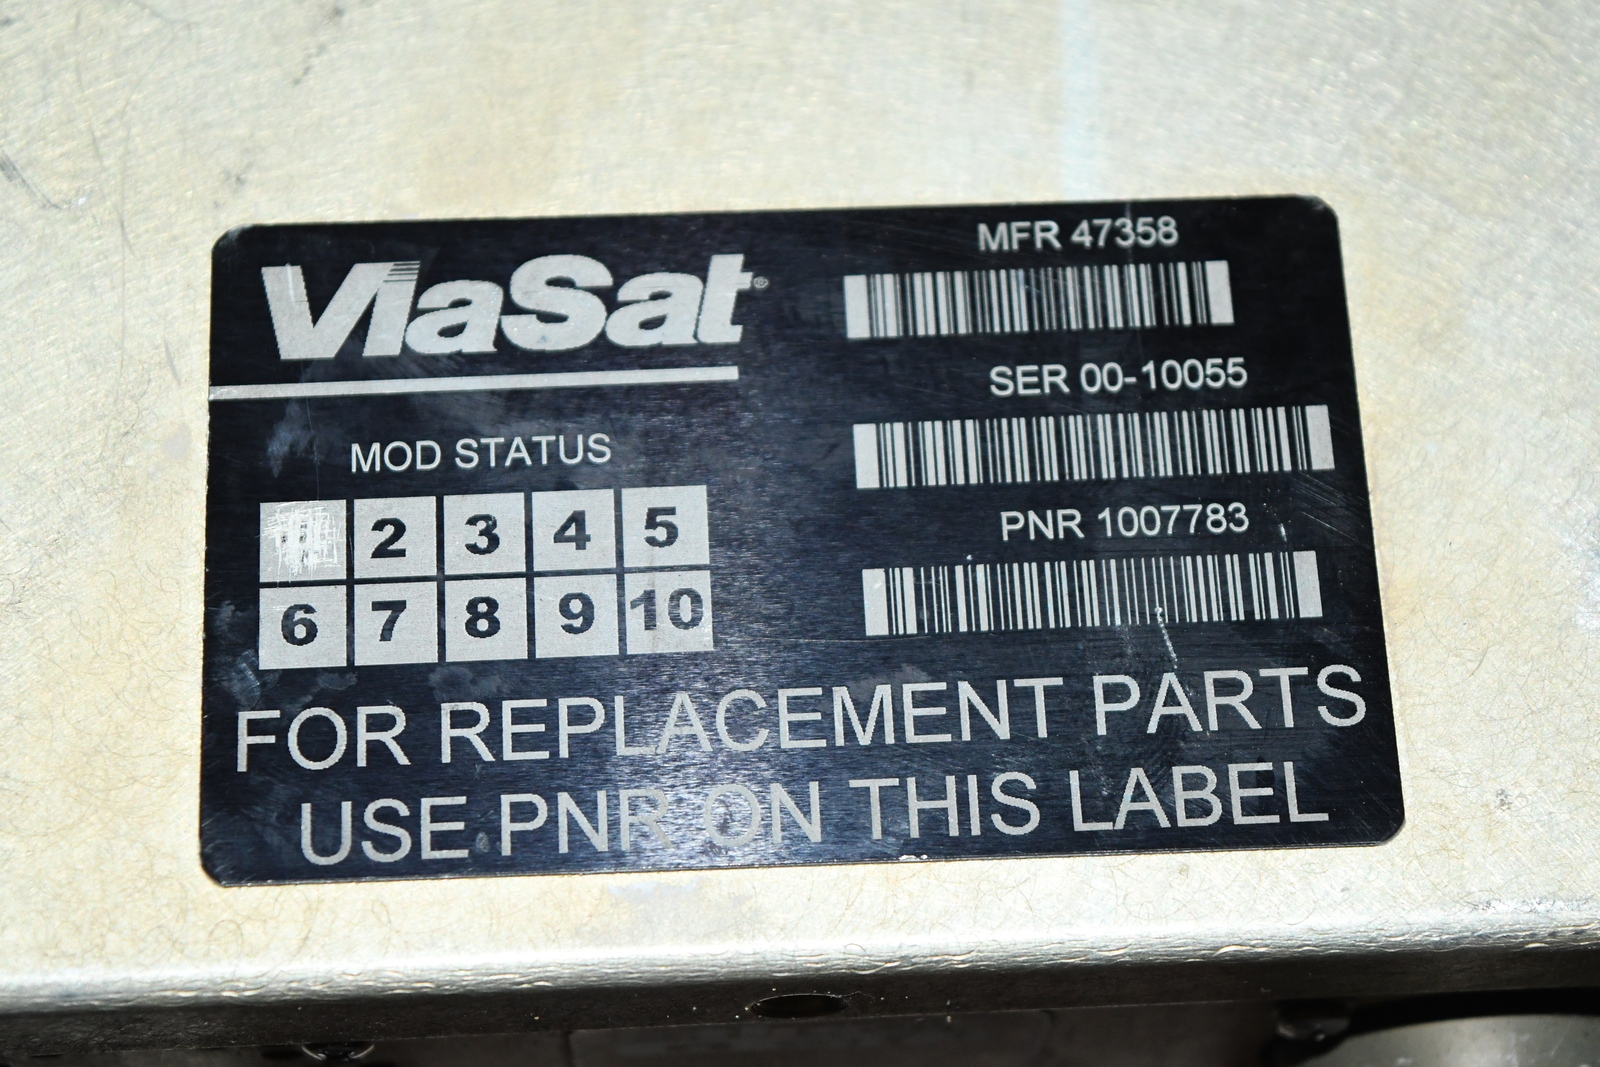 ViaSat®
MOD STATUS
2 3 4 5
6 7 8 9 10
MFR 47358
SER 00-10055
PNR 1007783
FOR REPLACEMENT PARTS
USE PNR ON THIS LABEL